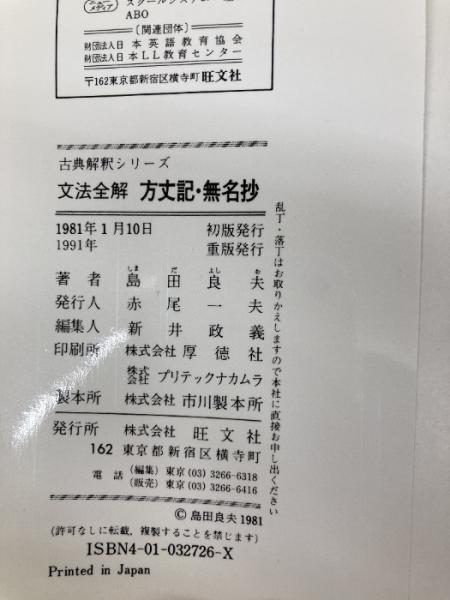 ABO
〔関連団体〕
財団法人日本英語教育協会
財団法人日本LL教育センター
〒162東京都新宿区横寺町 旺文社
古典解釈シリーズ
文法全解 方丈記・無名抄
1981年1月10日 初版発行
1991年 重版発行
しま だ よし お
著者 島田良夫
発行人 赤尾一夫
編集人 新井政義
印刷所 株式会社 厚徳社
株式会社 プリテックナカムラ
製本所 株式会社 市川製本所
発行所 株式会社 旺文社
162 東京都新宿区横寺町
電話 (編集) 東京(03)3266-6318
(販売) 東京(03)3266-6416
© 島田良夫1981
(許可なしに転載, 複製することを禁じます)
ISBN4-01-032726-X
Printed in Japan
乱丁・落丁はお取りかえしますので本社に直接お申し出ください